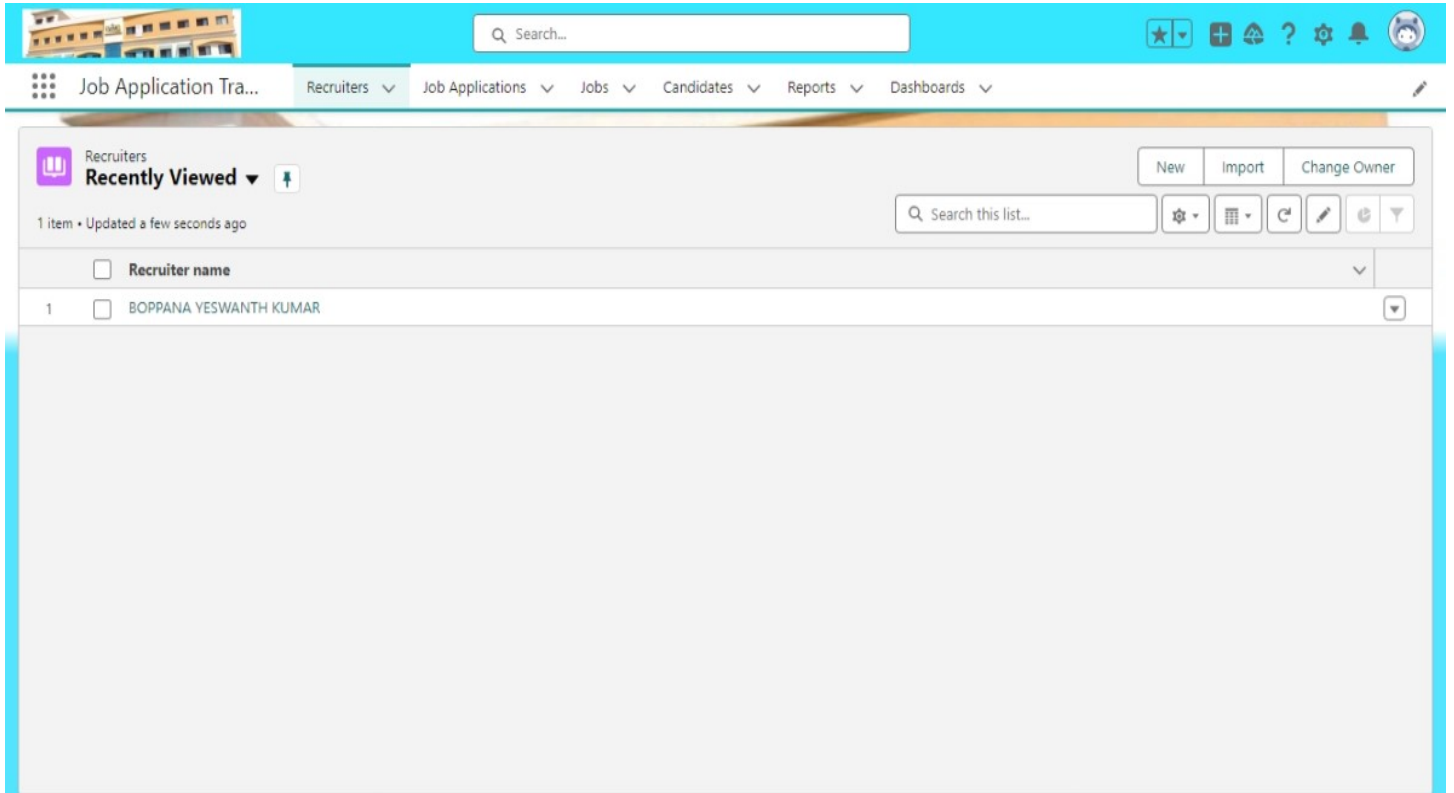 Search...
Job Application Tra...
Recruiters
Job Applications
Jobs
Candidates
Reports
Dashboards
Recruiters
Recently Viewed
New
Import
Change Owner
1 item • Updated a few seconds ago
Search this list...
Recruiter name
1 BOPPANA YESWANTH KUMAR